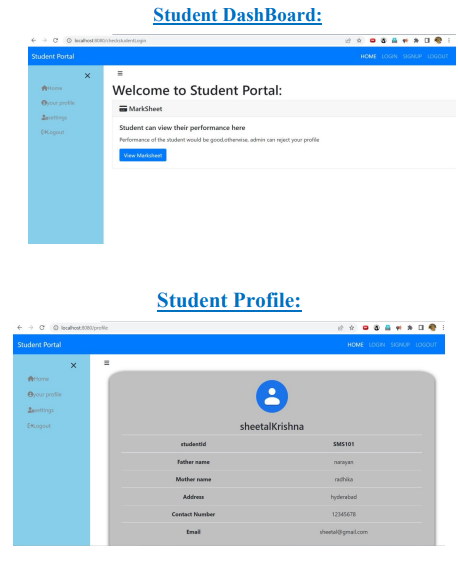 Student DashBoard:
localhost:8080/checkstudentLogin
Student Portal
HOME LOGIN SIGNUP LOGOUT
Home
your profile
settings
Logout
Welcome to Student Portal:
MarkSheet
Student can view their performance here
Performance of the student would be good,otherwise, admin can reject your profile
View Marksheet
Student Profile:
localhost:8080/profile
Student Portal
HOME LOGIN SIGNUP LOGOUT
Home
your profile
settings
Logout
sheetalKrishna
studentId SMS101
Father name narayan
Mother name radhika
Address hyderabad
Contact Number 12345678
Email sheetal@gmail.com